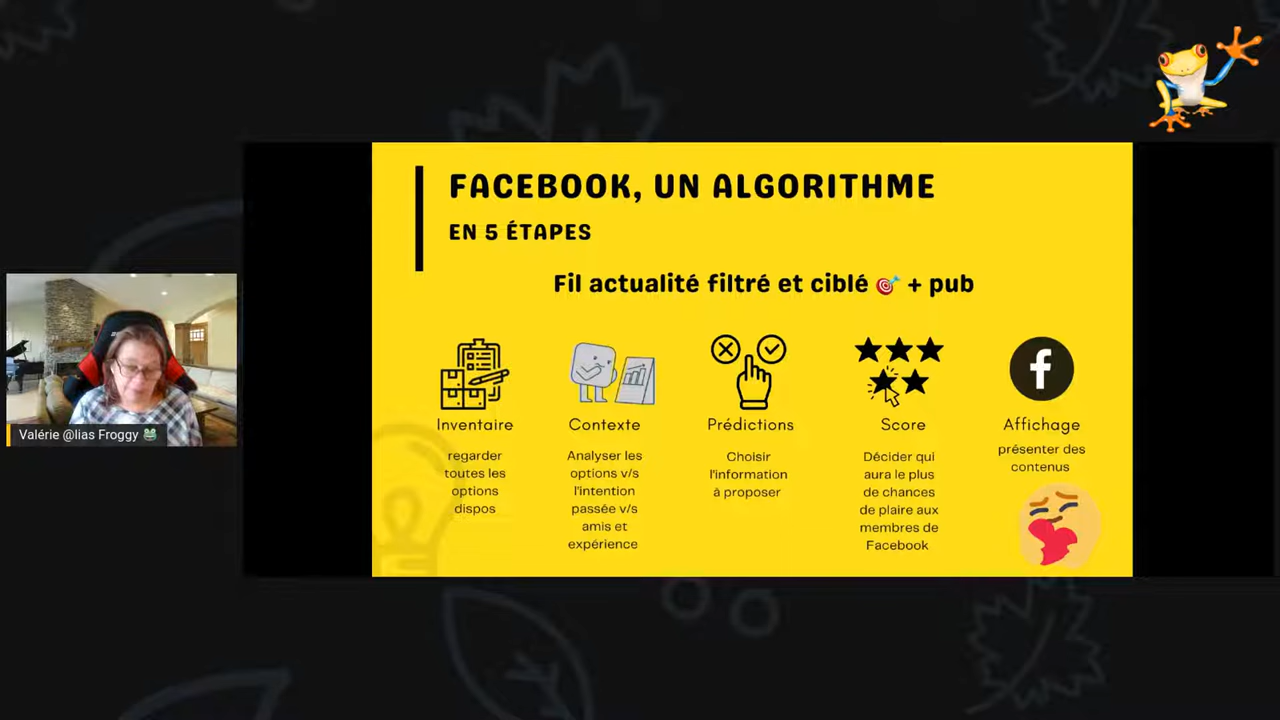 FACEBOOK, UN ALGORITHME
EN 5 ÉTAPES
Fil actualité filtré et ciblé 🎯 + pub
Inventaire
regarder
toutes les
options
dispos
Contexte
Analyser les
options v/s
l'intention
passée v/s
amis et
expérience
Prédictions
Choisir
l'information
à proposer
Score
Décider qui
aura le plus
de chances
de plaire aux
membres de
Facebook
Affichage
présenter des
contenus
Valérie @lias Froggy 🐸